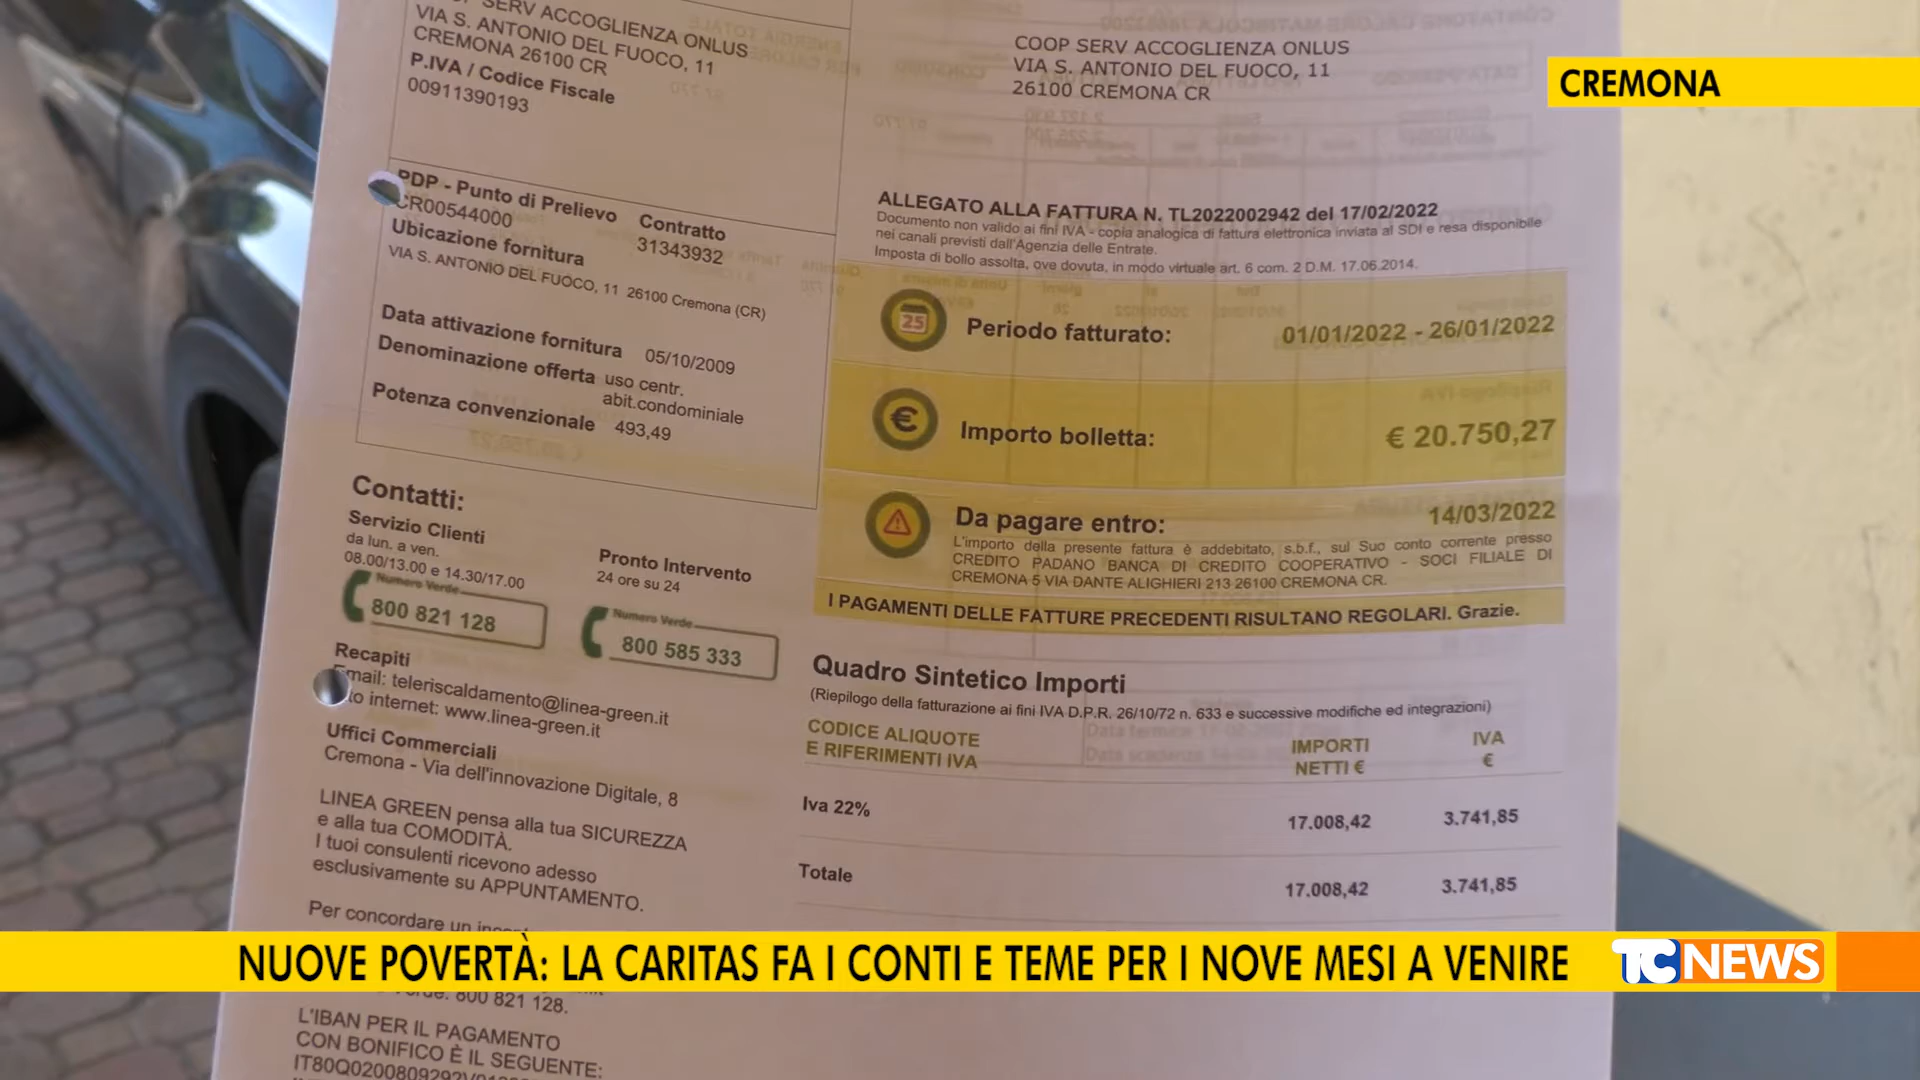 SERV ACCOGLIENZA ONLUS
VIA S. ANTONIO DEL FUOCO, 11
CREMONA 26100 CR
P.IVA / Codice Fiscale
00911390193
COOP SERV ACCOGLIENZA ONLUS
VIA S. ANTONIO DEL FUOCO, 11
26100 CREMONA CR
CREMONA
PDP - Punto di Prelievo
CR00544000
Contratto
31343932
Ubicazione fornitura
VIA S. ANTONIO DEL FUOCO, 11 26100 Cremona (CR)
Data attivazione fornitura 05/10/2009
Denominazione offerta uso centr.
abit.condominiale
Potenza convenzionale 493,49
ALLEGATO ALLA FATTURA N. TL2022002942 del 17/02/2022
Documento non valido ai fini IVA - copia analogica di fattura elettronica inviata al SDI e resa disponibile
nei canali previsti dall'Agenzia delle Entrate.
Imposta di bollo assolta, ove dovuta, in modo virtuale art. 6 com. 2 D.M. 17.06.2014.
25
Periodo fatturato: 01/01/2022 - 26/01/2022
€
Importo bolletta: € 20.750,27
Da pagare entro: 14/03/2022
L'importo della presente fattura è addebitato, s.b.f., sul Suo conto corrente presso
CREDITO PADANO BANCA DI CREDITO COOPERATIVO - SOCI FILIALE DI
CREMONA 5 VIA DANTE ALIGHIERI 213 26100 CREMONA CR.
I PAGAMENTI DELLE FATTURE PRECEDENTI RISULTANO REGOLARI. Grazie.
Contatti:
Servizio Clienti
da lun. a ven.
08.00/13.00 e 14.30/17.00
Numero Verde
800 821 128
Pronto Intervento
24 ore su 24
Numero Verde
800 585 333
Recapiti
Email: teleriscaldamento@linea-green.it
to internet: www.linea-green.it
Uffici Commerciali
Cremona - Via dell'innovazione Digitale, 8
LINEA GREEN pensa alla tua SICUREZZA
e alla tua COMODITÀ.
I tuoi consulenti ricevono adesso
esclusivamente su APPUNTAMENTO.
Per concordare un
Quadro Sintetico Importi
(Riepilogo della fatturazione ai fini IVA D.P.R. 26/10/72 n. 633 e successive modifiche ed integrazioni)
CODICE ALIQUOTE
E RIFERIMENTI IVA
IMPORTI
NETTI €
IVA
€
Iva 22% 17.008,42 3.741,85
Totale 17.008,42 3.741,85
NUOVE POVERTÀ: LA CARITAS FA I CONTI E TEME PER I NOVE MESI A VENIRE
TC NEWS
800 821 128.
L'IBAN PER IL PAGAMENTO
CON BONIFICO È IL SEGUENTE: